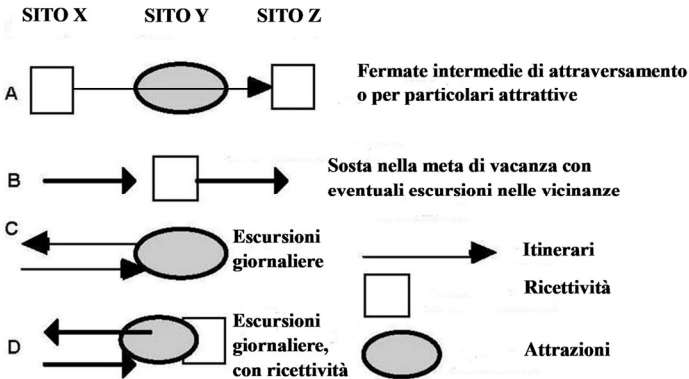 SITO X SITO Y SITO Z
A
Fermate intermedie di attraversamento
o per particolari attrattive
B
Sosta nella meta di vacanza con
eventuali escursioni nelle vicinanze
C
Escursioni
giornaliere
Itinerari
Ricettività
D
Escursioni
giornaliere,
con ricettività
Attrazioni